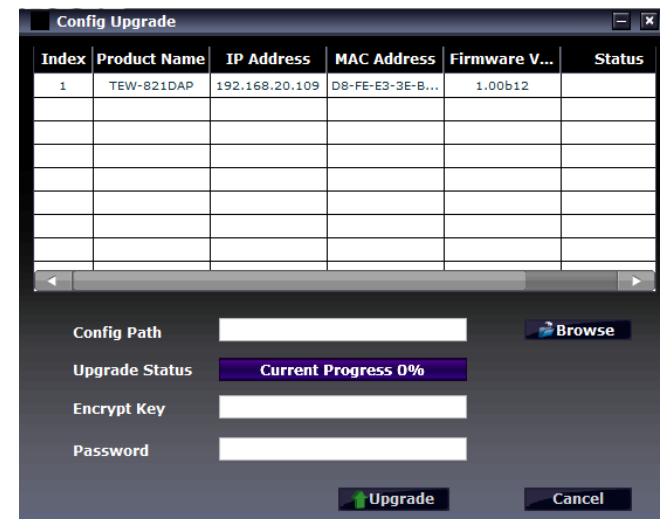 Config Upgrade
Index Product Name IP Address MAC Address Firmware V... Status
1 TEW-821DAP 192.168.20.109 D8-FE-E3-3E-B... 1.00b12
Config Path Browse
Upgrade Status Current Progress 0%
Encrypt Key
Password
Upgrade Cancel